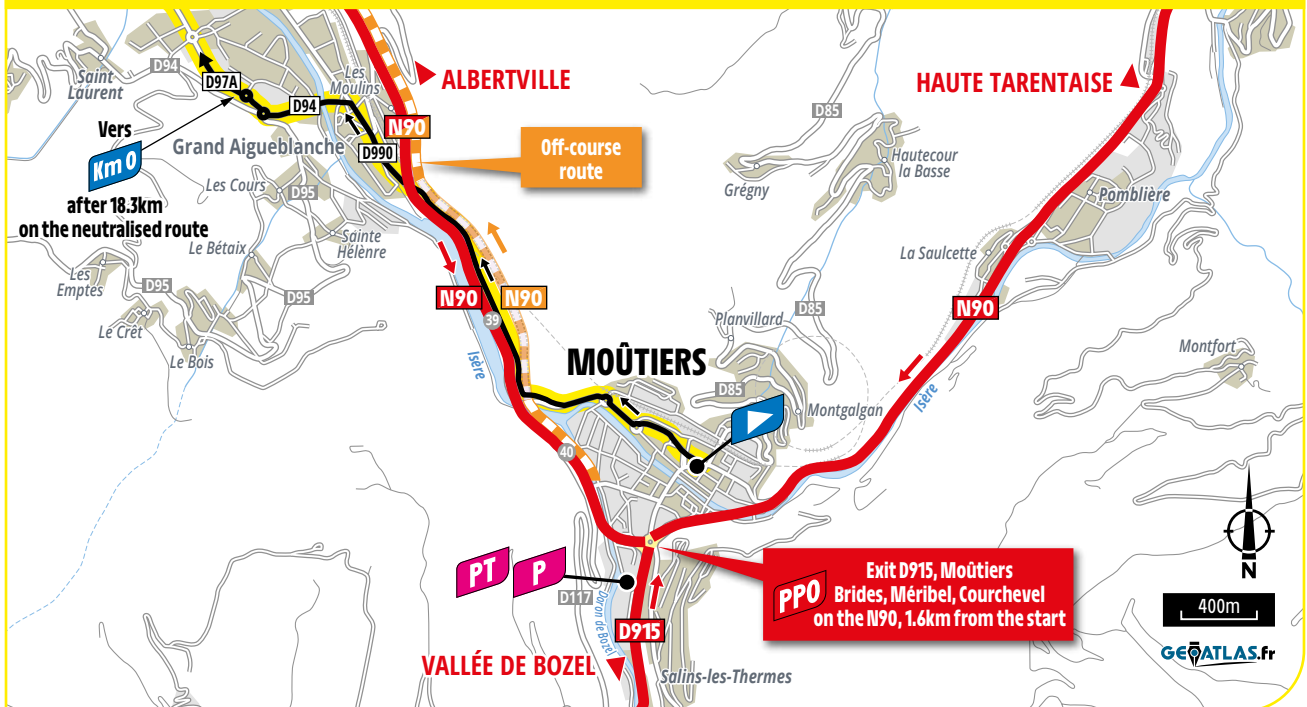 ALBERTVILLE
HAUTE TARENTAISE
Saint
Laurent
D94
D97A
Les
Moulins
D94
N90
D85
Vers
Km 0
after 18.3km
on the neutralised route
Grand Aigueblanche
D990
Off-course
route
Grégny
Hautecour
la Basse
Pomblière
Les Cours
D95
Le Bétaix
Sainte
Hélènre
La Saulcette
Les
Emptes
D95
D95
N90
N90
N90
39
Le Crêt
Le Bois
Isère
Planvillard
D85
Montfort
MOÛTIERS
D85
Montgalgan
Isère
40
PT
P
D117
Doron de Bozel
D915
PPO
Exit D915, Moûtiers
Brides, Méribel, Courchevel
on the N90, 1.6km from the start
N
400m
GEOATLAS.fr
VALLÉE DE BOZEL
Salins-les-Thermes